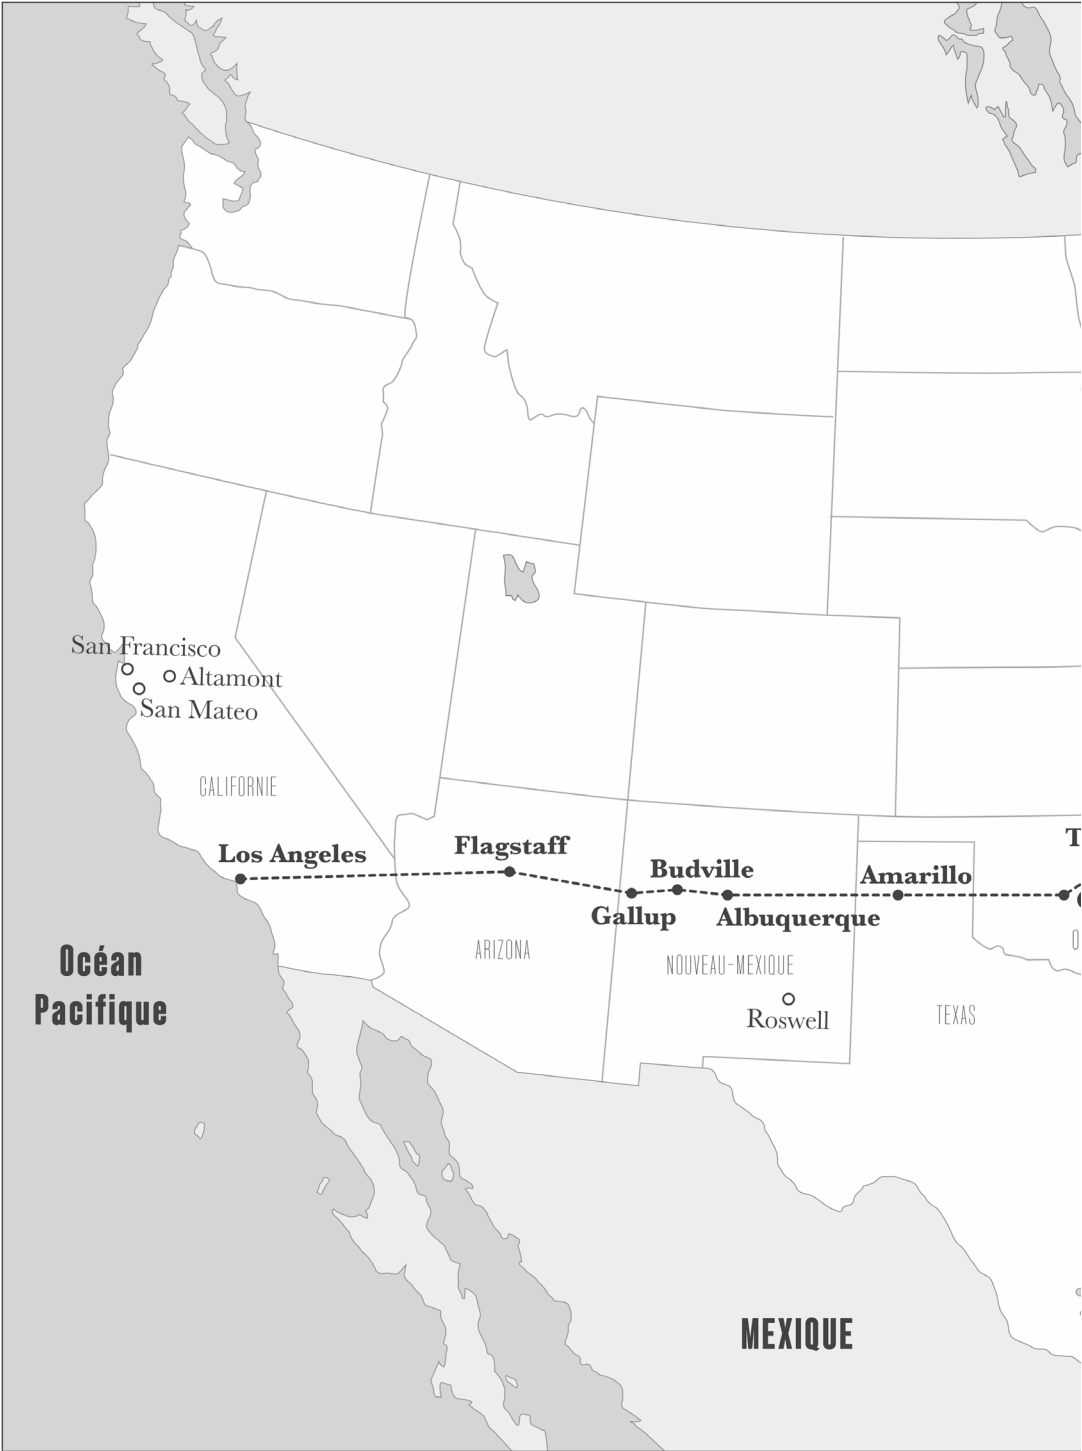 San Francisco
Altamont
San Mateo
CALIFORNIE
Los Angeles
Flagstaff
Budville
Amarillo
Gallup
Albuquerque
ARIZONA
NOUVEAU-MEXIQUE
Roswell
TEXAS
Océan
Pacifique
MEXIQUE